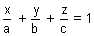 x/a + y/b + z/c = 1